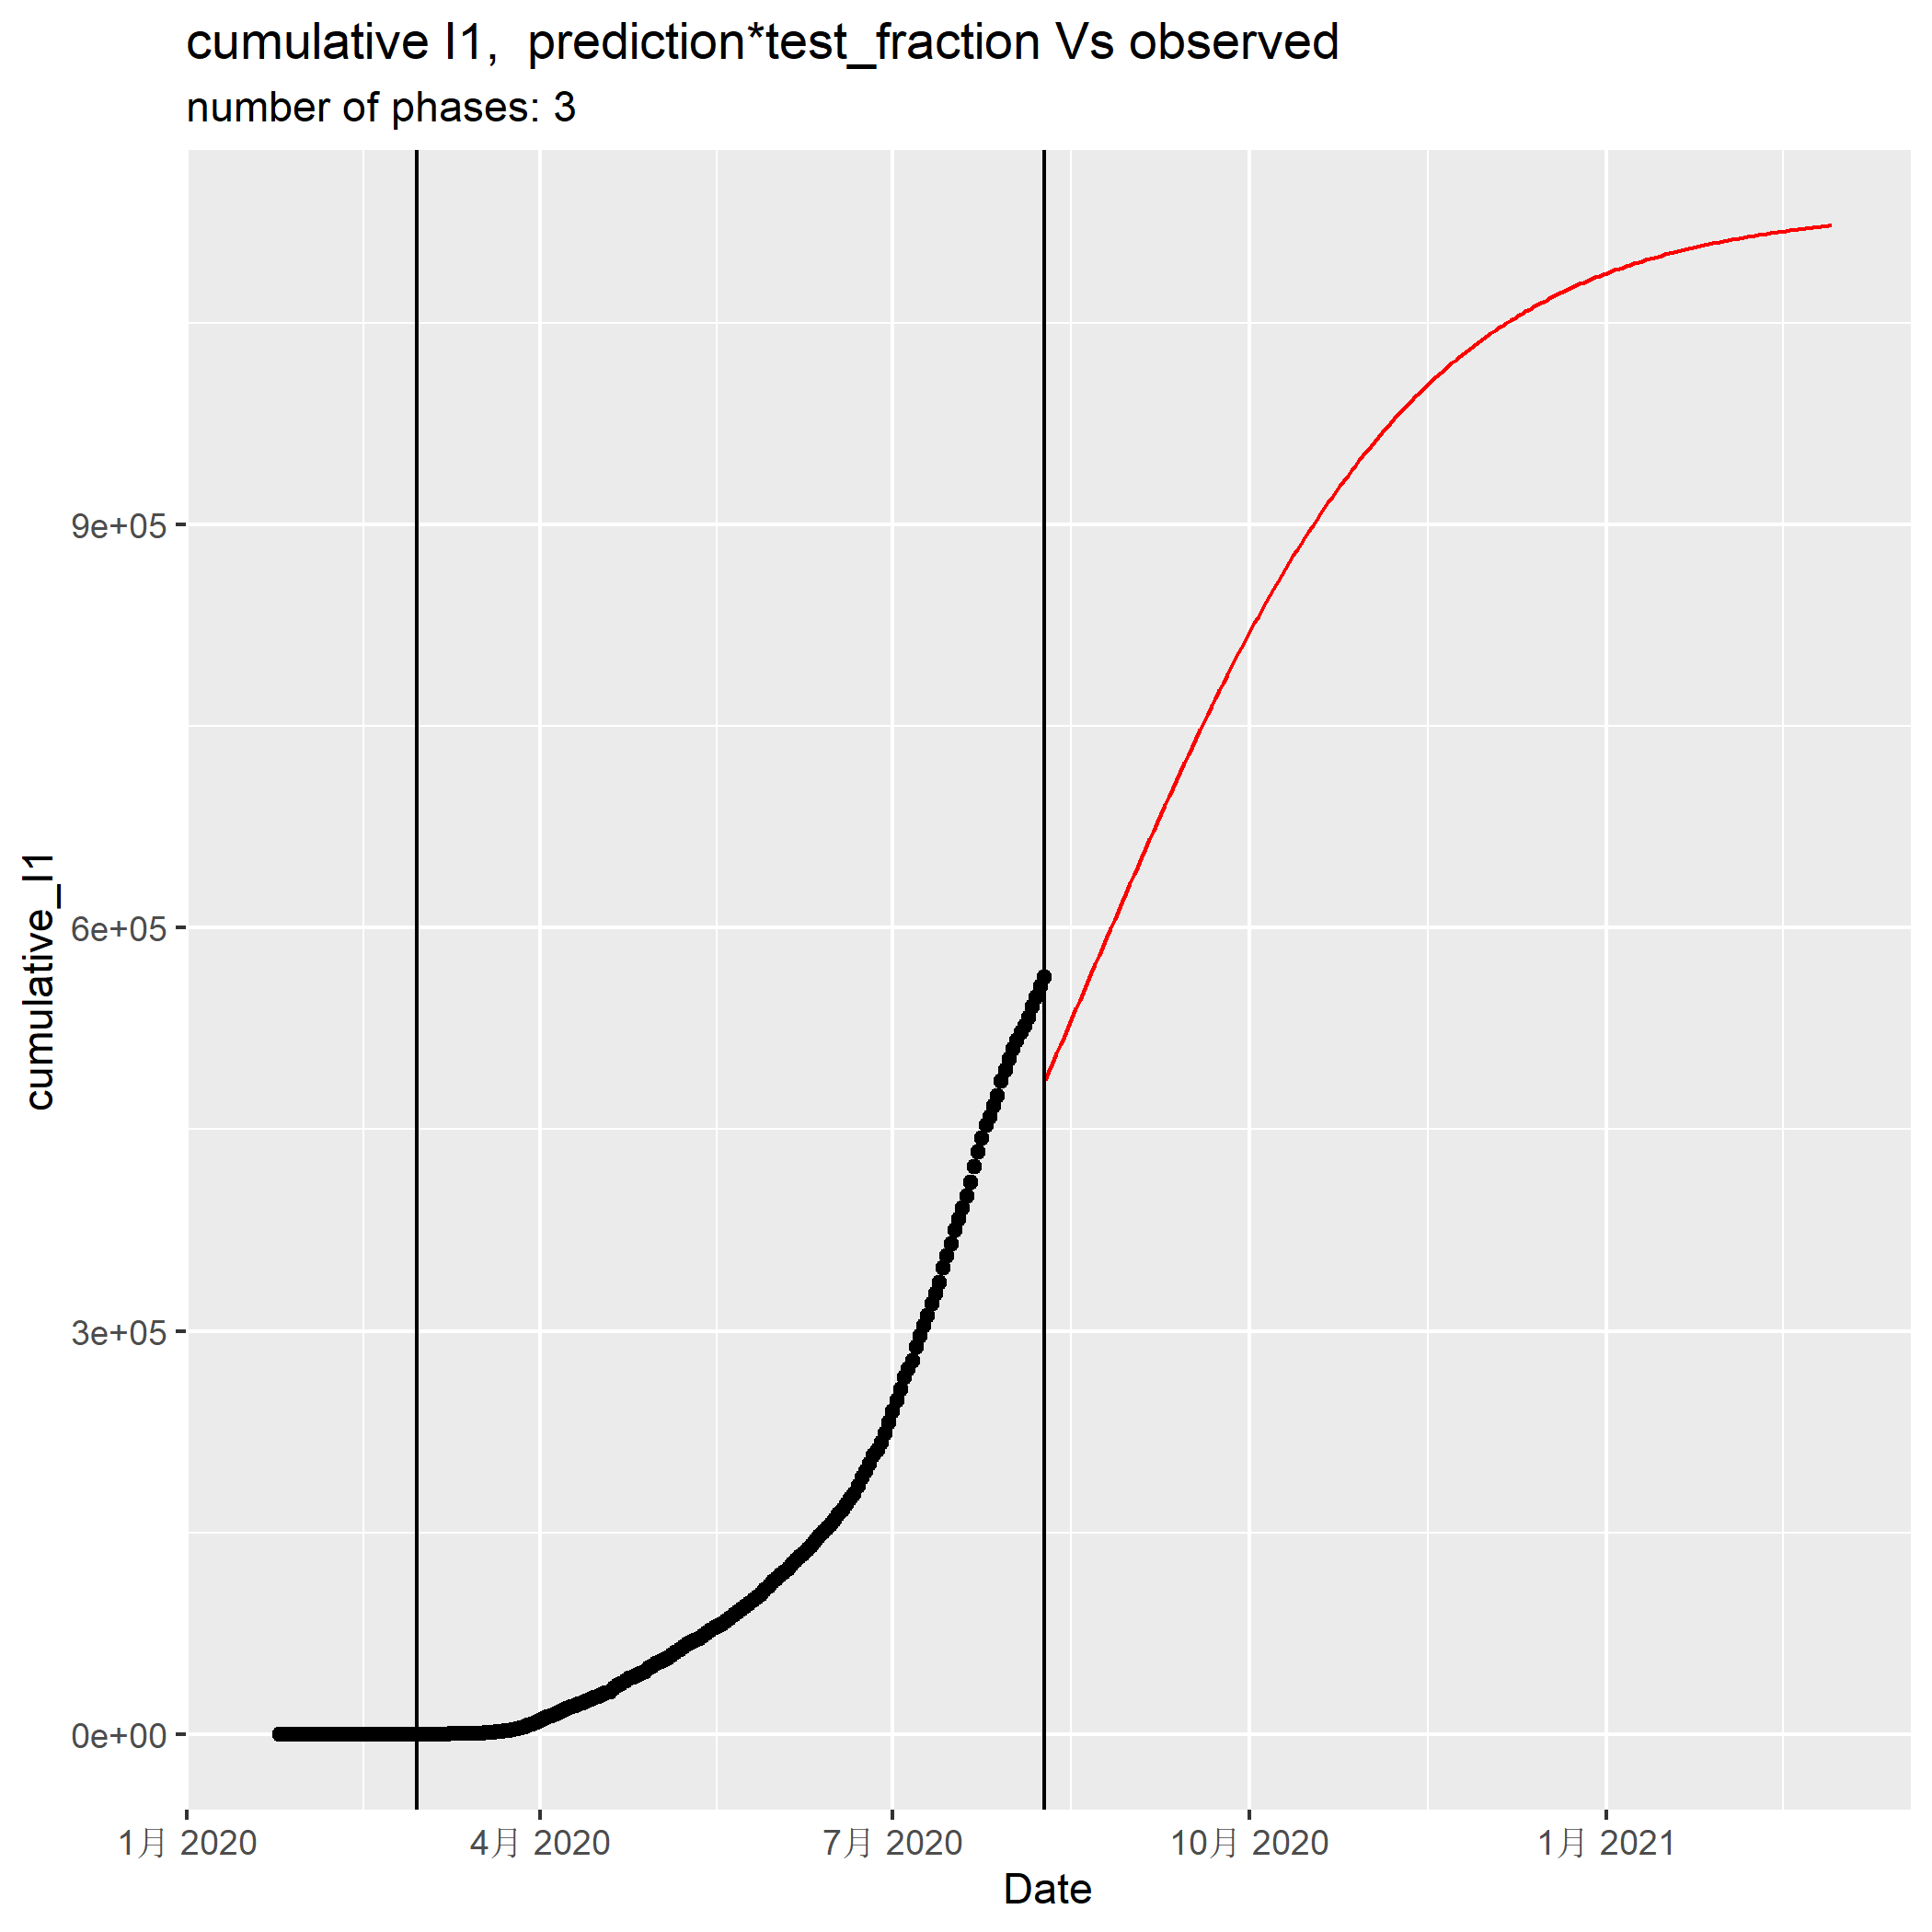 cumulative I1,  prediction*test_fraction Vs observed
number of phases: 3
cumulative_I1
9e+05
6e+05
3e+05
0e+00
1月 2020
4月 2020
7月 2020
10月 2020
1月 2021
Date